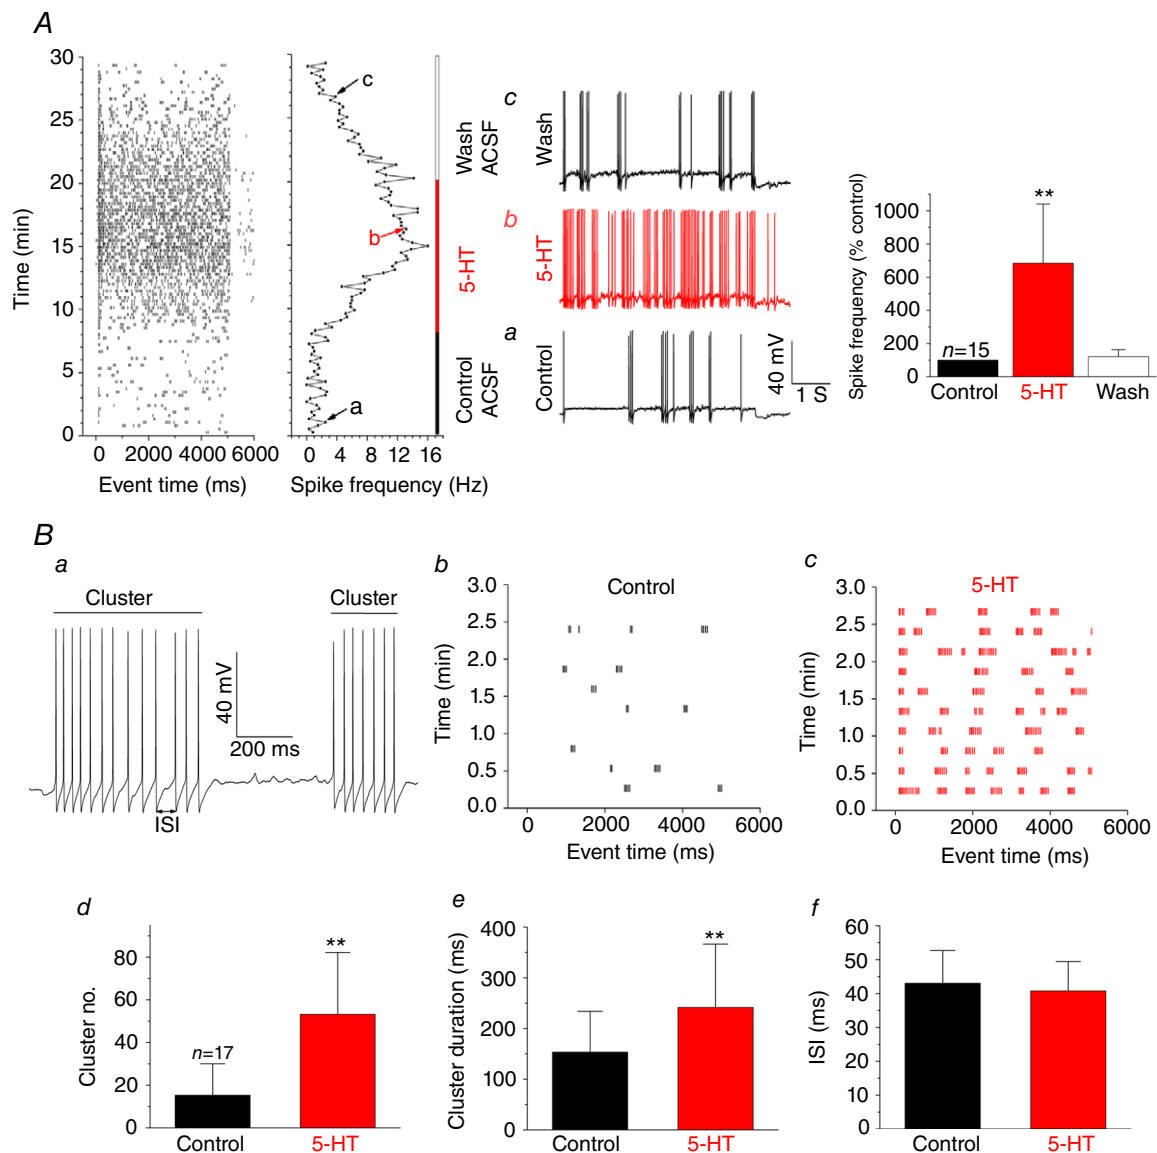 A
30
25
20
15
10
5
0
Time (min)
0 2000 4000 6000
Event time (ms)
c
b
a
0 4 8 12 16
Spike frequency (Hz)
Wash
ACSF
5-HT
Control
ACSF
c
Wash
b
5-HT
a
Control
40 mV
1 S
Spike frequency (% control)
1000
800
600
400
200
0
**
n=15
Control 5-HT Wash
B
a
Cluster
Cluster
40 mV
200 ms
ISI
b
Control
3.0
2.5
2.0
1.5
1.0
0.5
0.0
Time (min)
0 2000 4000 6000
Event time (ms)
c
5-HT
3.0
2.5
2.0
1.5
1.0
0.5
0.0
Time (min)
0 2000 4000 6000
Event time (ms)
d
Cluster no.
80
60
40
20
0
**
n=17
Control 5-HT
e
Cluster duration (ms)
400
300
200
100
0
**
Control 5-HT
f
ISI (ms)
60
50
40
30
20
10
0
Control 5-HT